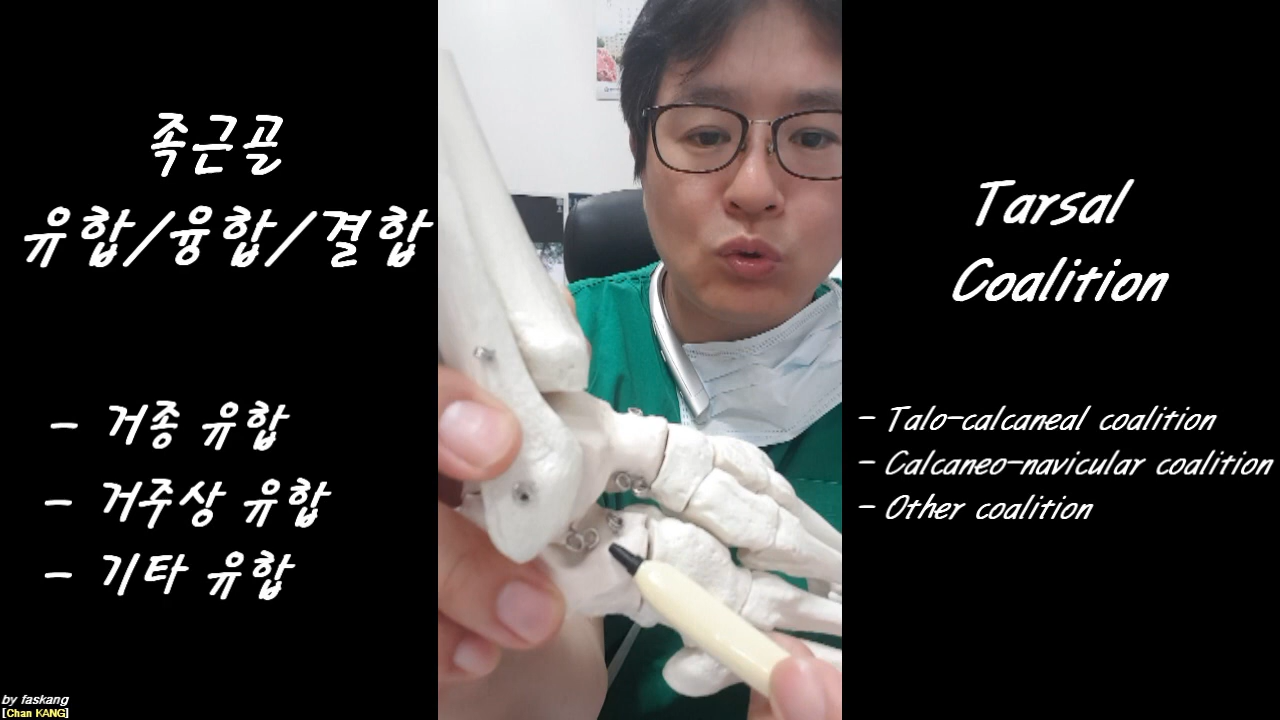 족근골
유합/융합/결합
- 거종 유합
- 거주상 유합
- 기타 유합
by faskang
[Chan KANG]
Tarsal
Coalition
- Talo-calcaneal coalition
- Calcaneo-navicular coalition
- Other coalition